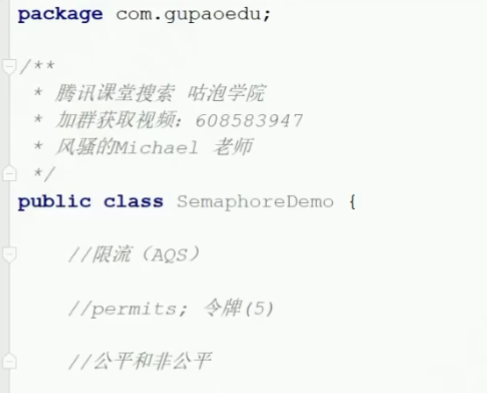 package com.gupaoedu;
/**
* 腾讯课堂搜索 咕泡学院
* 加群获取视频：608583947
* 风骚的Michael 老师
*/
public class SemaphoreDemo {
//限流（AQS）
//permits; 令牌(5)
//公平和非公平